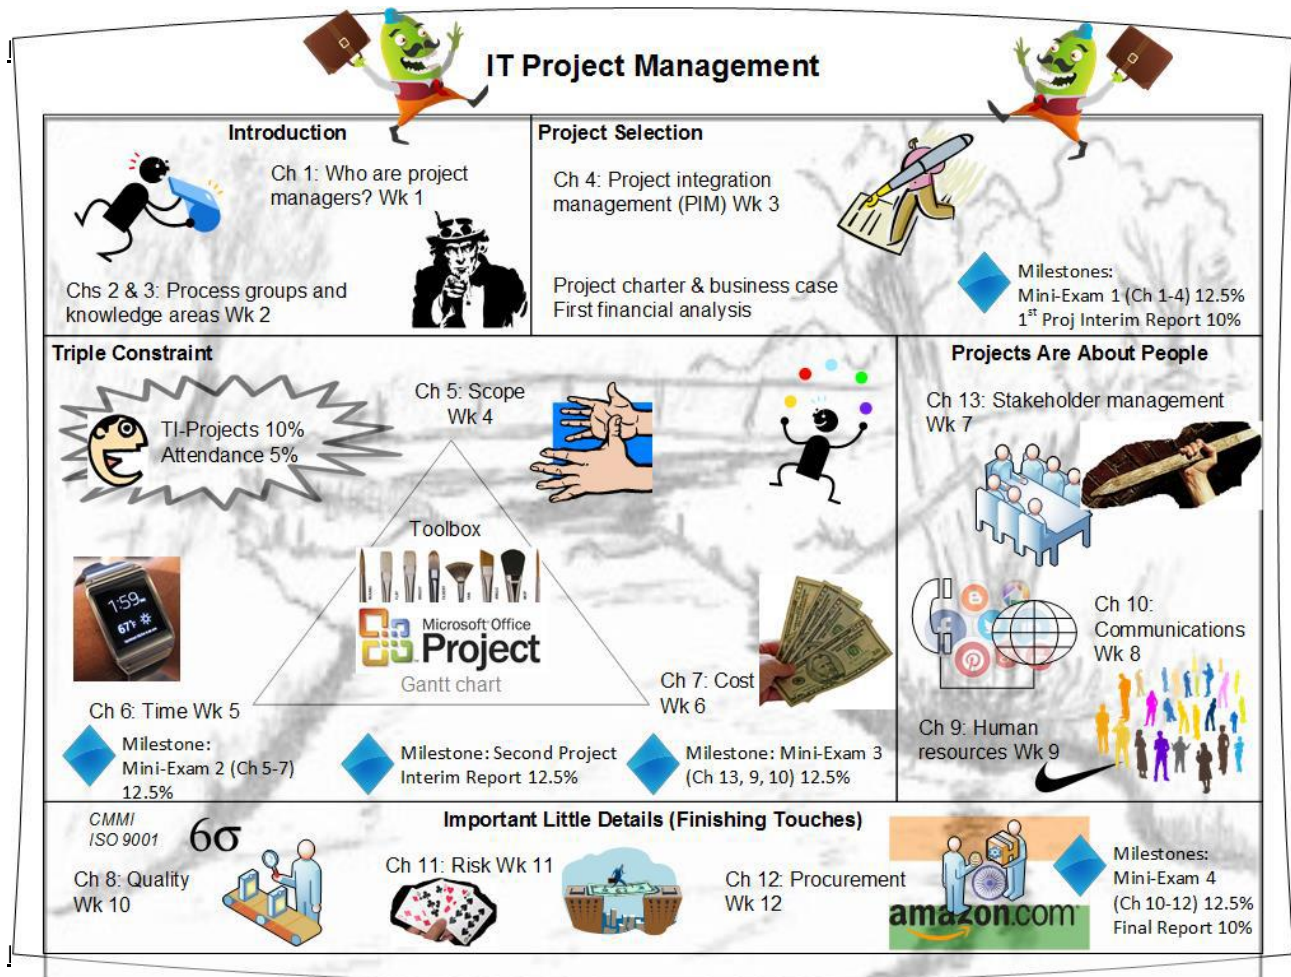 IT Project Management
Introduction
Ch 1: Who are project
managers? Wk 1
Chs 2 & 3: Process groups and
knowledge areas Wk 2
Project Selection
Ch 4: Project integration
management (PIM) Wk 3
Project charter & business case
First financial analysis
Milestones:
Mini-Exam 1 (Ch 1-4) 12.5%
1st Proj Interim Report 10%
Triple Constraint
TI-Projects 10%
Attendance 5%
Ch 5: Scope
Wk 4
Toolbox
Microsoft Office
Project
Gantt chart
1:59
67°F
Ch 6: Time Wk 5
Ch 7: Cost
Wk 6
Milestone:
Mini-Exam 2 (Ch 5-7)
12.5%
Milestone: Second Project
Interim Report 12.5%
Milestone: Mini-Exam 3
(Ch 13, 9, 10) 12.5%
Projects Are About People
Ch 13: Stakeholder management
Wk 7
Ch 10:
Communications
Wk 8
Ch 9: Human
resources Wk 9
Important Little Details (Finishing Touches)
CMMI
ISO 9001
6σ
Ch 8: Quality
Wk 10
Ch 11: Risk Wk 11
Ch 12: Procurement
Wk 12
amazon.com
Milestones:
Mini-Exam 4
(Ch 10-12) 12.5%
Final Report 10%